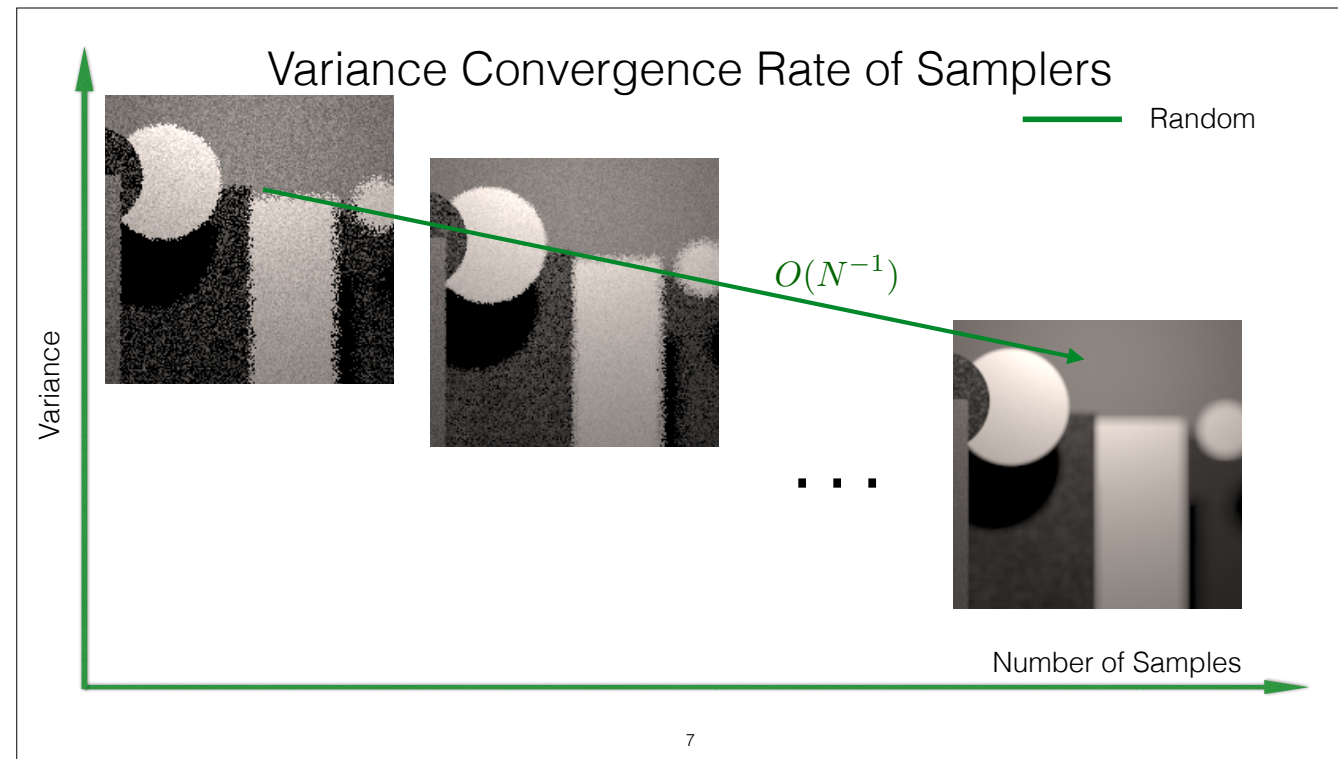 Variance Convergence Rate of Samplers
Random
O(N⁻¹)
Variance
. . .
Number of Samples
7